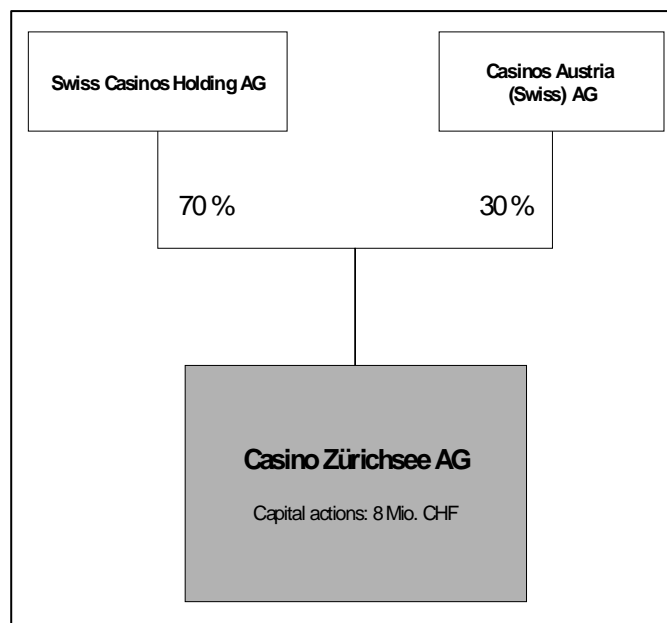 Swiss Casinos Holding AG
Casinos Austria
(Swiss) AG
70 %
30 %
Casino Zürichsee AG
Capital actions: 8 Mio. CHF